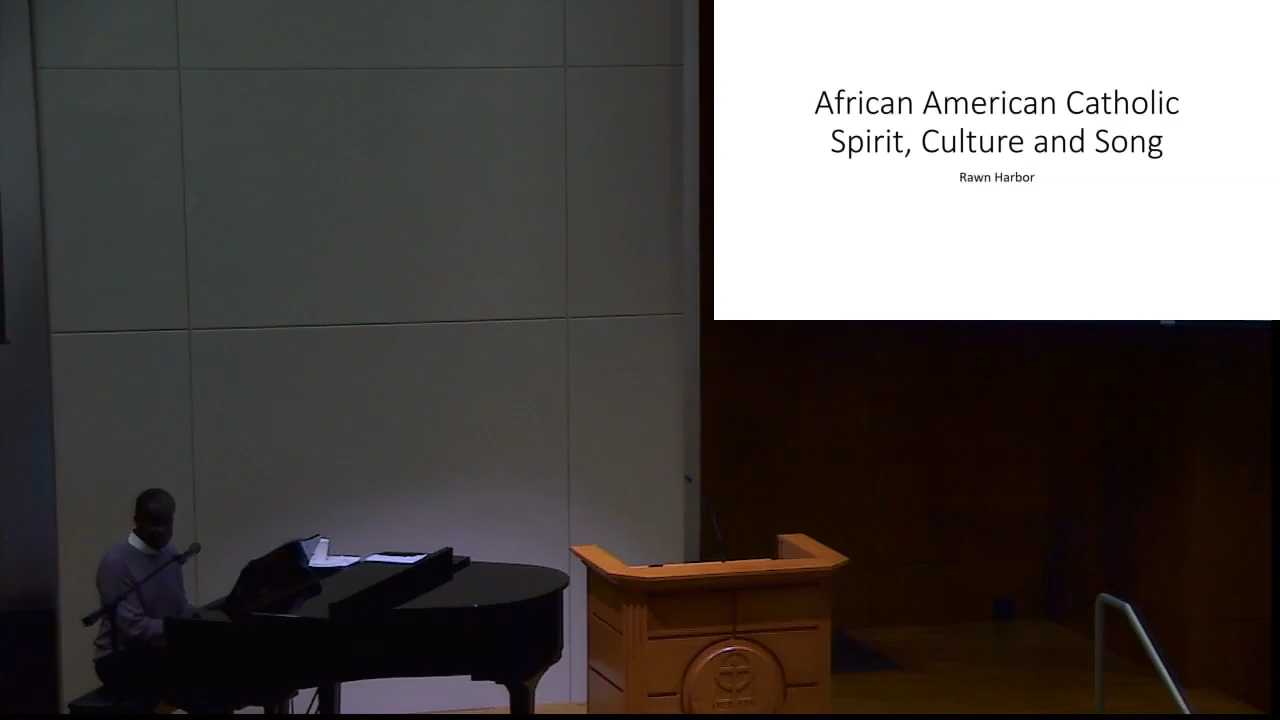 African American Catholic
Spirit, Culture and Song
Rawn Harbor